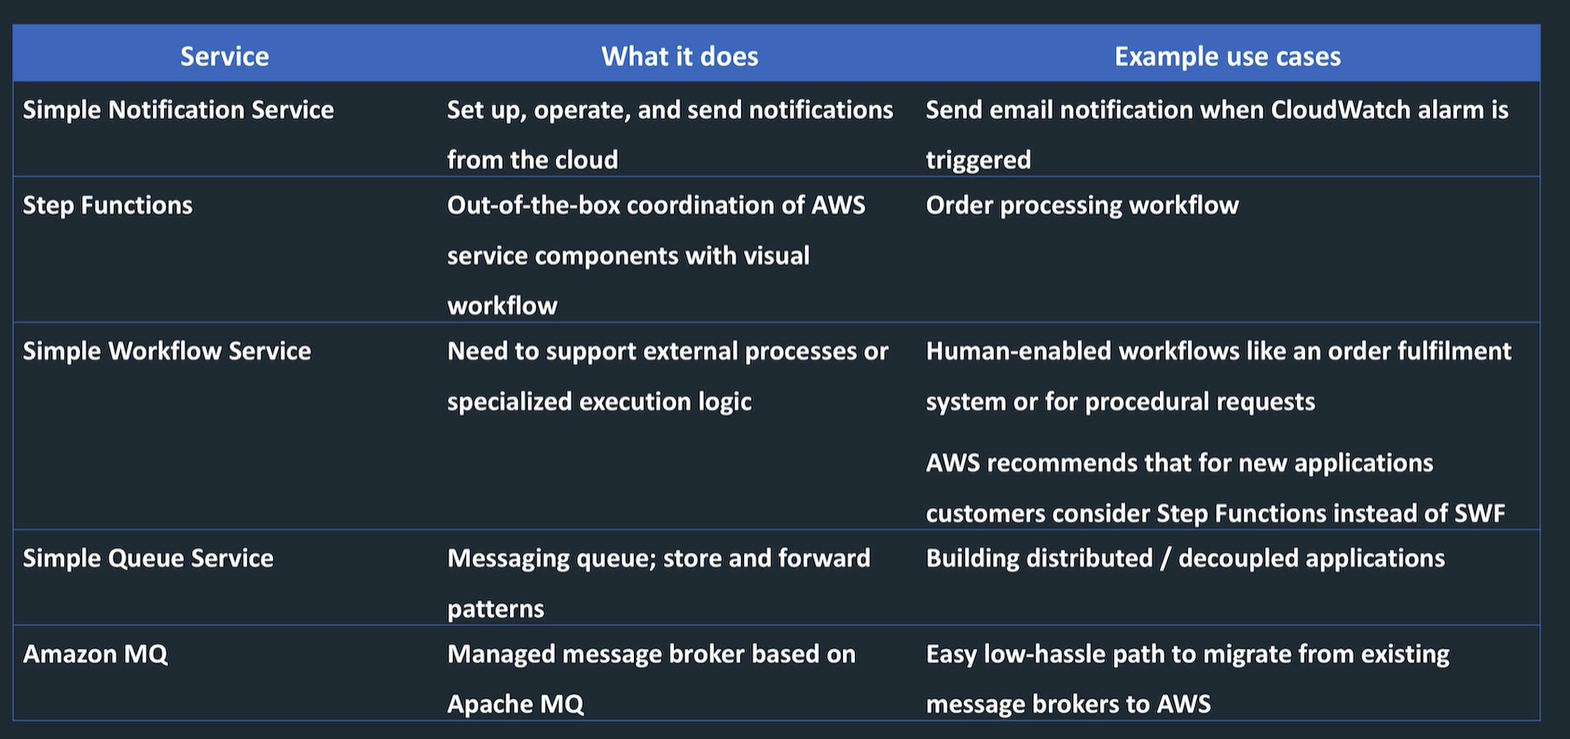 Service What it does Example use cases
Simple Notification Service Set up, operate, and send notifications Send email notification when CloudWatch alarm is
from the cloud triggered
Step Functions Out-of-the-box coordination of AWS Order processing workflow
service components with visual
workflow
Simple Workflow Service Need to support external processes or Human-enabled workflows like an order fulfilment
specialized execution logic system or for procedural requests
AWS recommends that for new applications
customers consider Step Functions instead of SWF
Simple Queue Service Messaging queue; store and forward Building distributed / decoupled applications
patterns
Amazon MQ Managed message broker based on Easy low-hassle path to migrate from existing
Apache MQ message brokers to AWS